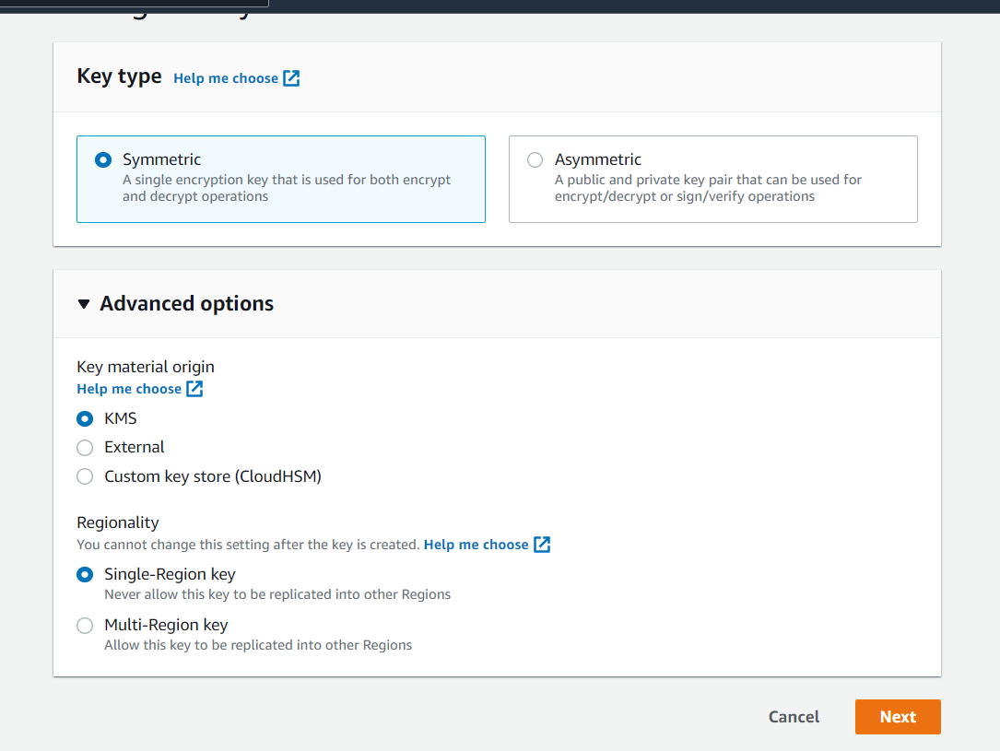 Key type Help me choose
Symmetric
A single encryption key that is used for both encrypt
and decrypt operations
Asymmetric
A public and private key pair that can be used for
encrypt/decrypt or sign/verify operations
Advanced options
Key material origin
Help me choose
KMS
External
Custom key store (CloudHSM)
Regionality
You cannot change this setting after the key is created. Help me choose
Single-Region key
Never allow this key to be replicated into other Regions
Multi-Region key
Allow this key to be replicated into other Regions
Cancel
Next